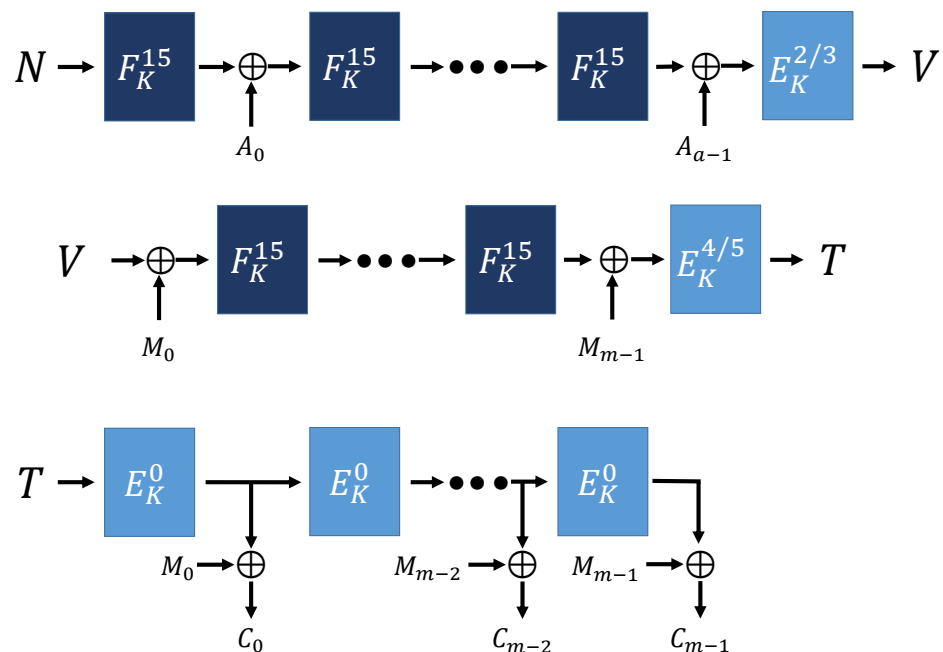 N F_K^{15} F_K^{15} ••• F_K^{15} E_K^{2/3} V
A_0 A_{a-1}
V F_K^{15} ••• F_K^{15} E_K^{4/5} T
M_0 M_{m-1}
T E_K^0 E_K^0 ••• E_K^0
M_0 M_{m-2} M_{m-1}
C_0 C_{m-2} C_{m-1}